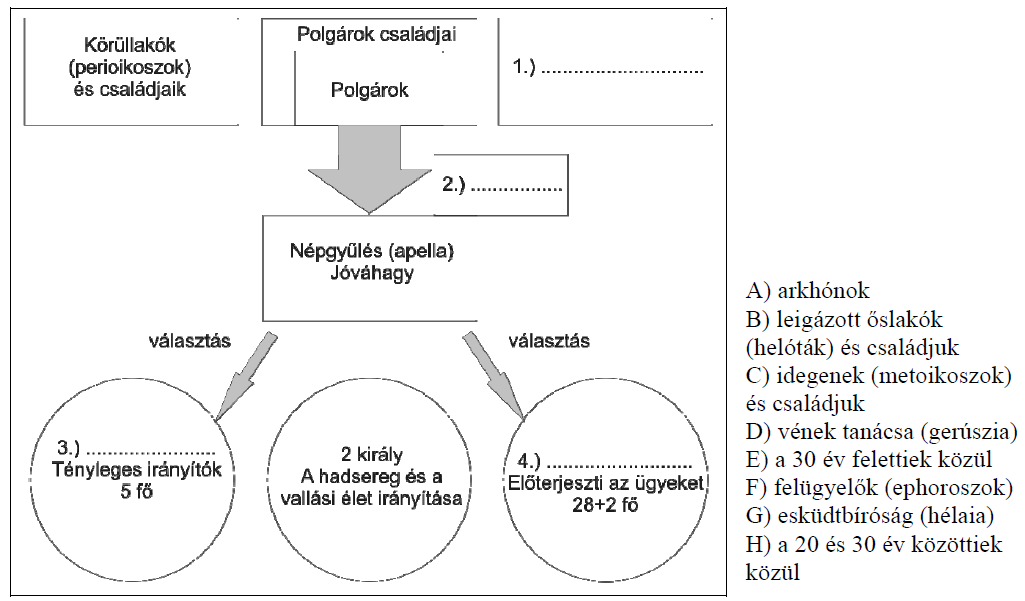 Körüllakók
(perioikoszok)
és családjaik
Polgárok családjai
Polgárok
1.) ..............................
2.) .................
Népgyűlés (apella)
Jóváhagy
választás
választás
3.) ........................
Tényleges irányítók
5 fő
2 király
A hadsereg és a
vallási élet irányítása
4.) ..........................
Előterjeszti az ügyeket
28+2 fő
A) arkhónok
B) leigázott őslakók
(helóták) és családjuk
C) idegenek (metoikoszok)
és családjuk
D) vének tanácsa (gerúszia)
E) a 30 év felettiek közül
F) felügyelők (ephoroszok)
G) esküdtbíróság (hélaia)
H) a 20 és 30 év közöttiek
közül